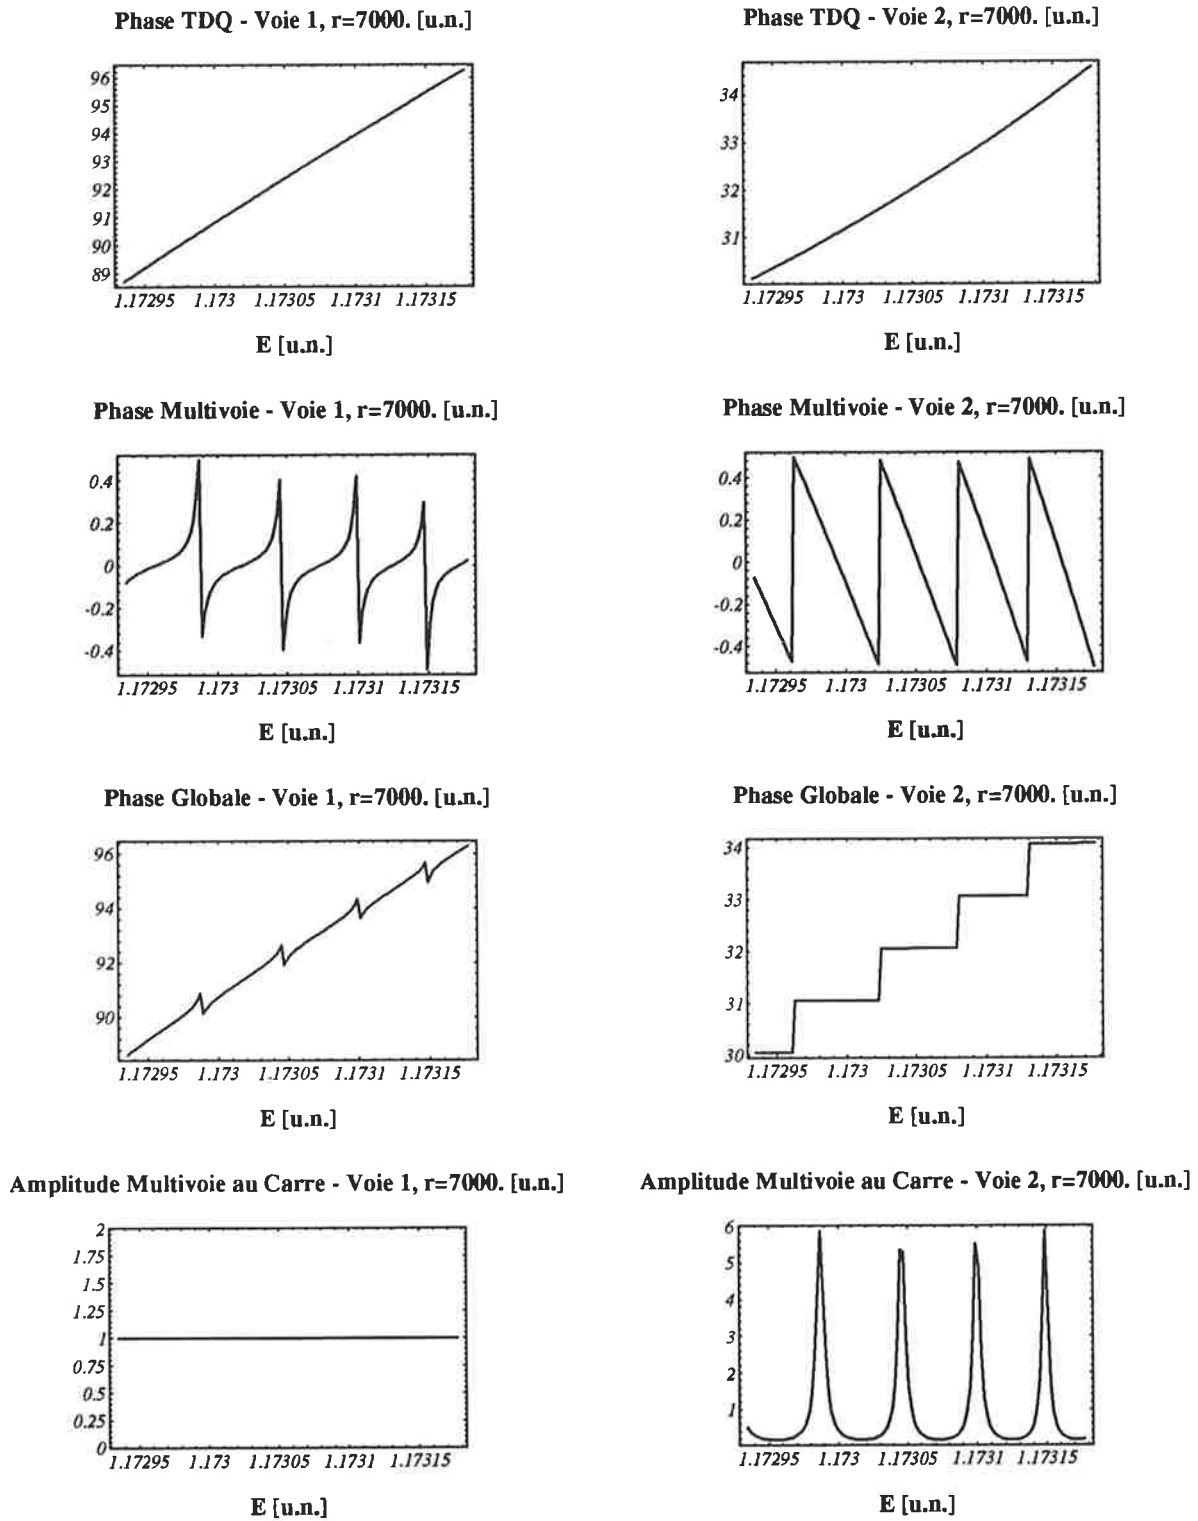 Phase TDQ - Voie 1, r=7000. [u.n.]
96
95
94
93
92
91
90
89
1.17295 1.173 1.17305 1.1731 1.17315
E [u.n.]
Phase TDQ - Voie 2, r=7000. [u.n.]
34
33
32
31
1.17295 1.173 1.17305 1.1731 1.17315
E [u.n.]
Phase Multivoie - Voie 1, r=7000. [u.n.]
0.4
0.2
0
-0.2
-0.4
1.17295 1.173 1.17305 1.1731 1.17315
E [u.n.]
Phase Multivoie - Voie 2, r=7000. [u.n.]
0.4
0.2
0
-0.2
-0.4
1.17295 1.173 1.17305 1.1731 1.17315
E [u.n.]
Phase Globale - Voie 1, r=7000. [u.n.]
96
94
92
90
1.17295 1.173 1.17305 1.1731 1.17315
E [u.n.]
Phase Globale - Voie 2, r=7000. [u.n.]
34
33
32
31
30
1.17295 1.173 1.17305 1.1731 1.17315
E [u.n.]
Amplitude Multivoie au Carre - Voie 1, r=7000. [u.n.]
2
1.75
1.5
1.25
1
0.75
0.5
0.25
0
1.17295 1.173 1.17305 1.1731 1.17315
E [u.n.]
Amplitude Multivoie au Carre - Voie 2, r=7000. [u.n.]
6
5
4
3
2
1
1.17295 1.173 1.17305 1.1731 1.17315
E [u.n.]